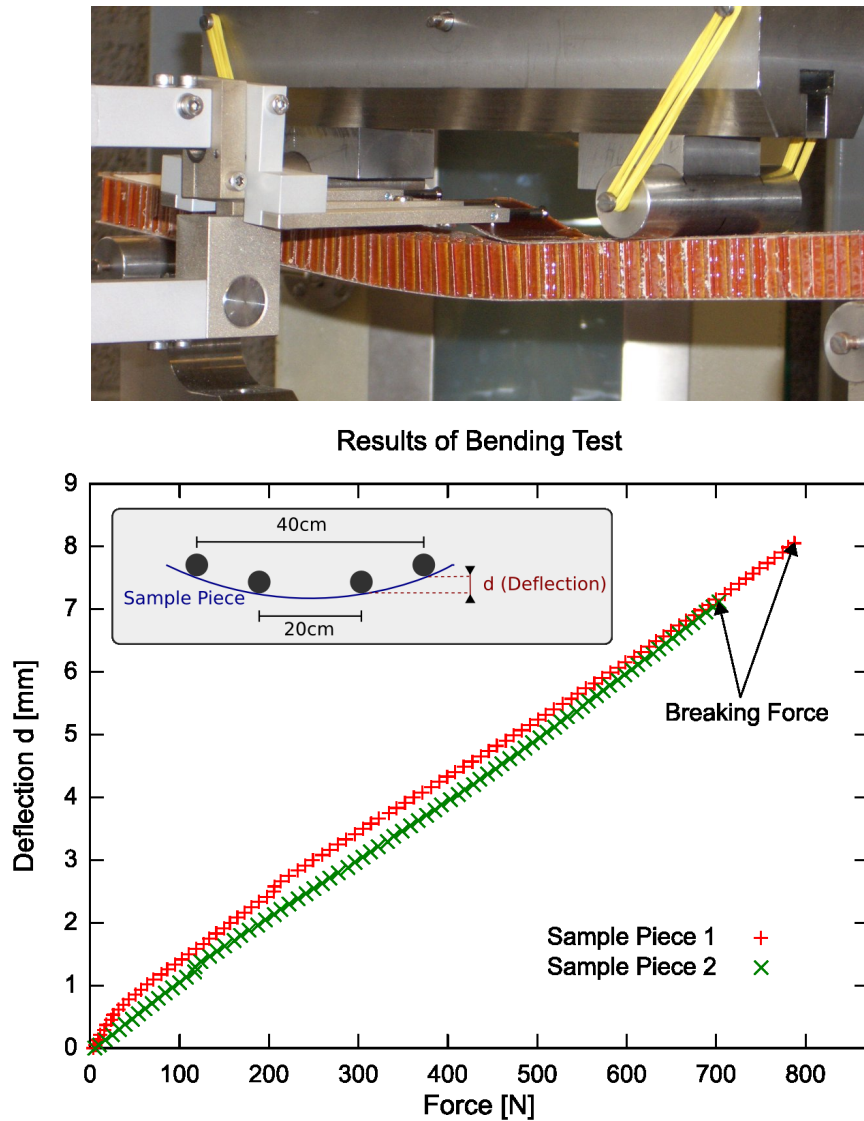 Results of Bending Test
9
8
7
6
5
4
3
2
1
0
Deflection d [mm]
40cm
Sample Piece
d (Deflection)
20cm
Breaking Force
Sample Piece 1
Sample Piece 2
0 100 200 300 400 500 600 700 800
Force [N]